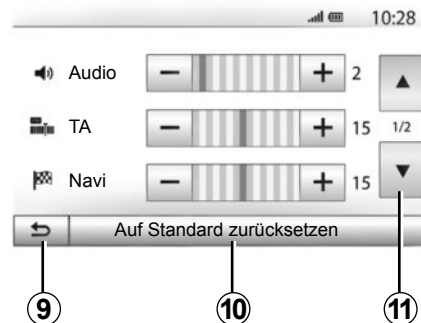 10:28
Audio − + 2 ▲
TA 15 1/2
Navi − + 15 ▼
Auf Standard zurücksetzen
9 10 11